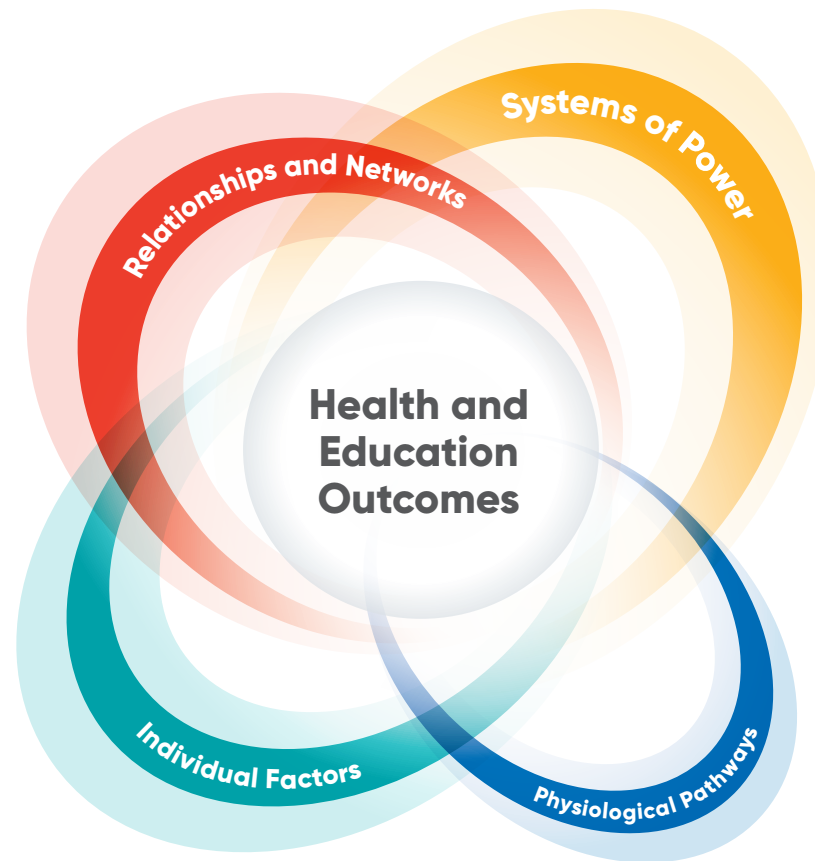 Systems of Power
Relationships and Networks
Health and
Education
Outcomes
Individual Factors
Physiological Pathways